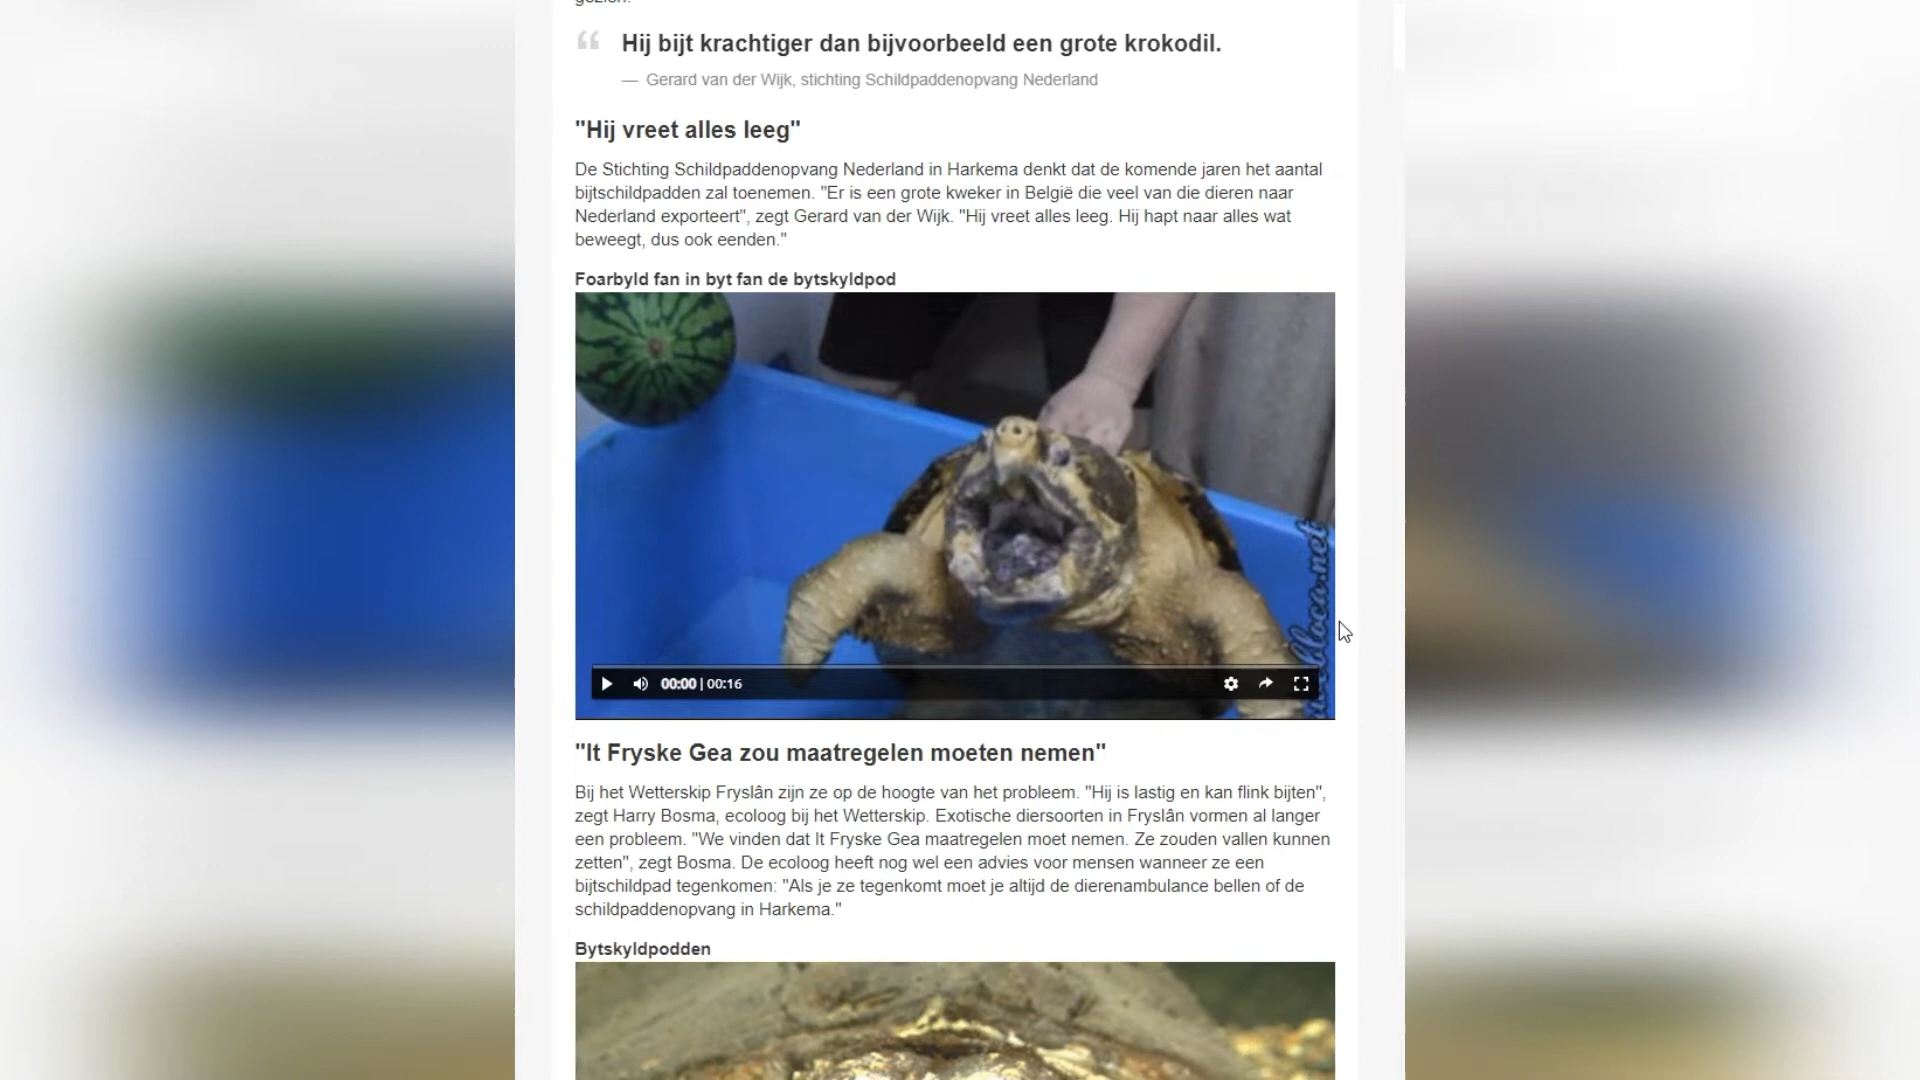 Hij bijt krachtiger dan bijvoorbeeld een grote krokodil.
— Gerard van der Wijk, stichting Schildpaddenopvang Nederland
"Hij vreet alles leeg"
De Stichting Schildpaddenopvang Nederland in Harkema denkt dat de komende jaren het aantal
bijtschildpadden zal toenemen. "Er is een grote kweker in België die veel van die dieren naar
Nederland exporteert", zegt Gerard van der Wijk. "Hij vreet alles leeg. Hij hapt naar alles wat
beweegt, dus ook eenden."
Foarbyld fan in byt fan de bytskyldpod
00:00 | 00:16
"It Fryske Gea zou maatregelen moeten nemen"
Bij het Wetterskip Fryslân zijn ze op de hoogte van het probleem. "Hij is lastig en kan flink bijten",
zegt Harry Bosma, ecoloog bij het Wetterskip. Exotische diersoorten in Fryslân vormen al langer
een probleem. "We vinden dat It Fryske Gea maatregelen moet nemen. Ze zouden vallen kunnen
zetten", zegt Bosma. De ecoloog heeft nog wel een advies voor mensen wanneer ze een
bijtschildpad tegenkomen: "Als je ze tegenkomt moet je altijd de dierenambulance bellen of de
schildpaddenopvang in Harkema."
Bytskyldpodden